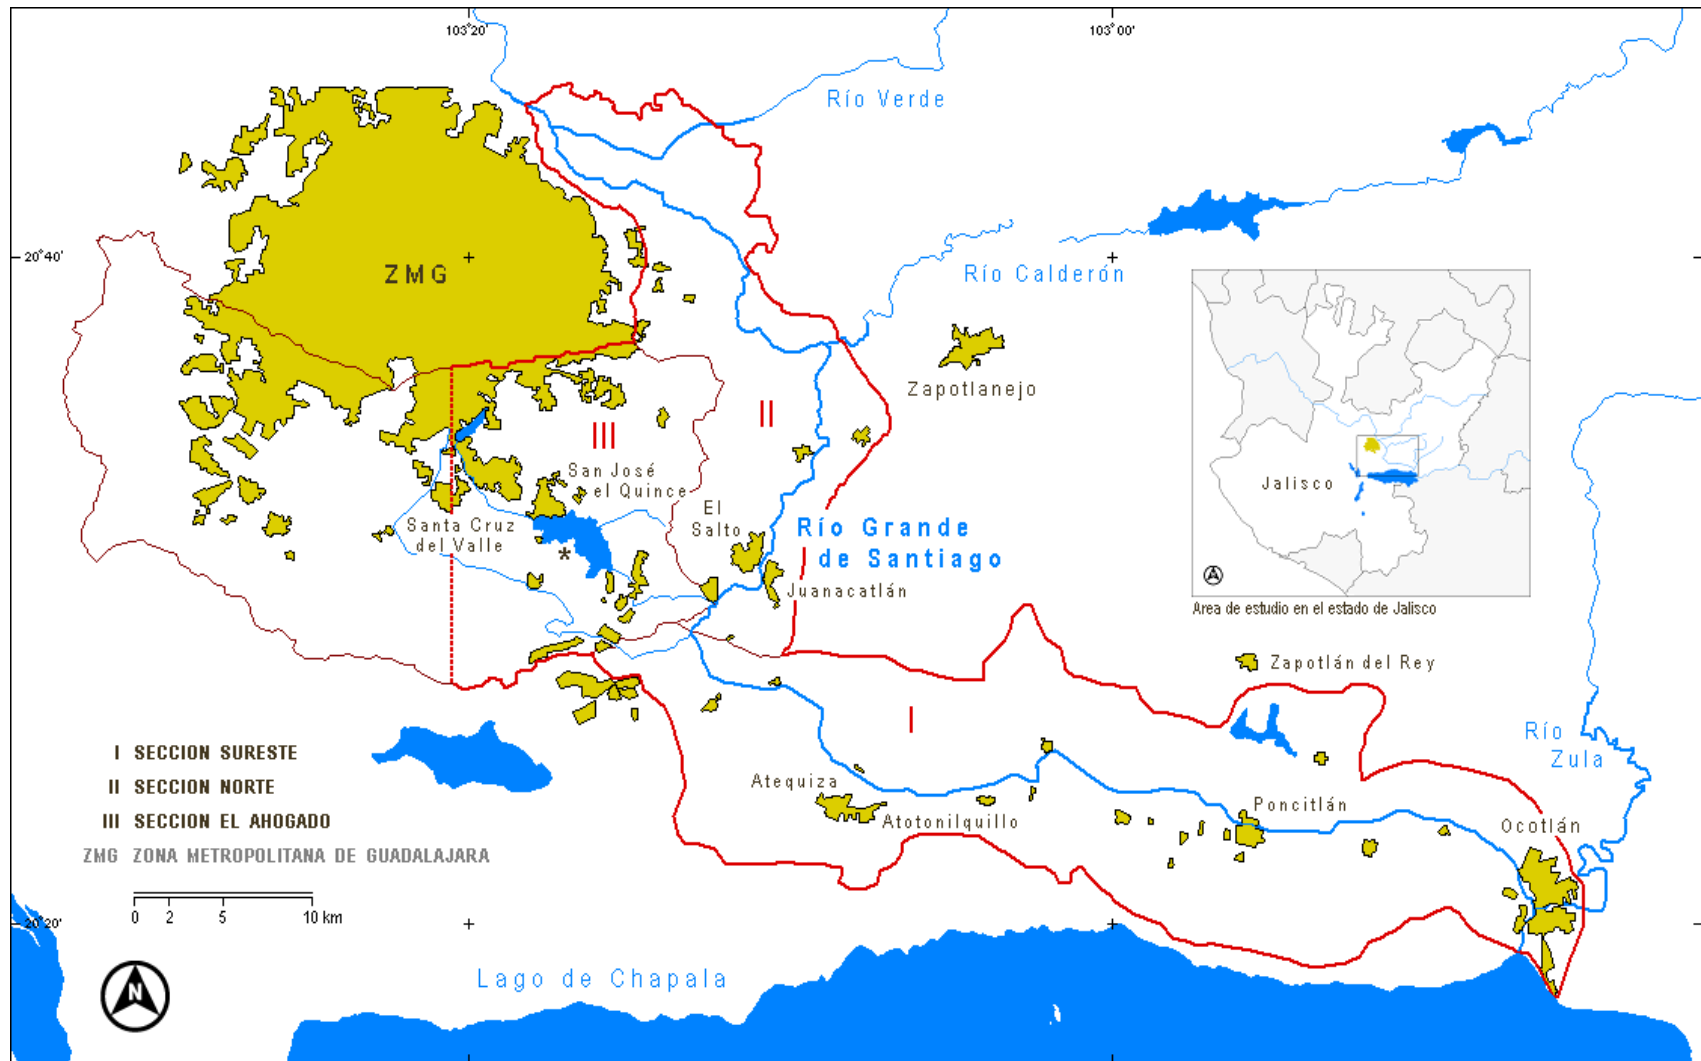 103°20'
103°00'
Río Verde
20°40'
ZMG
Río Calderón
Zapotlanejo
II
III
San José
el Quince
Jalisco
El
Salto
Río Grande
de Santiago
Santa Cruz
del Valle
*
Juanacatlán
Area de estudio en el estado de Jalisco
Zapotlán del Rey
I
Río
Zula
I SECCION SURESTE
II SECCION NORTE
III SECCION EL AHOGADO
ZMG ZONA METROPOLITANA DE GUADALAJARA
Atequiza
Atotonilquillo
Poncitlán
Ocotlán
0 2 5 10 km
20°20'
Lago de Chapala
N